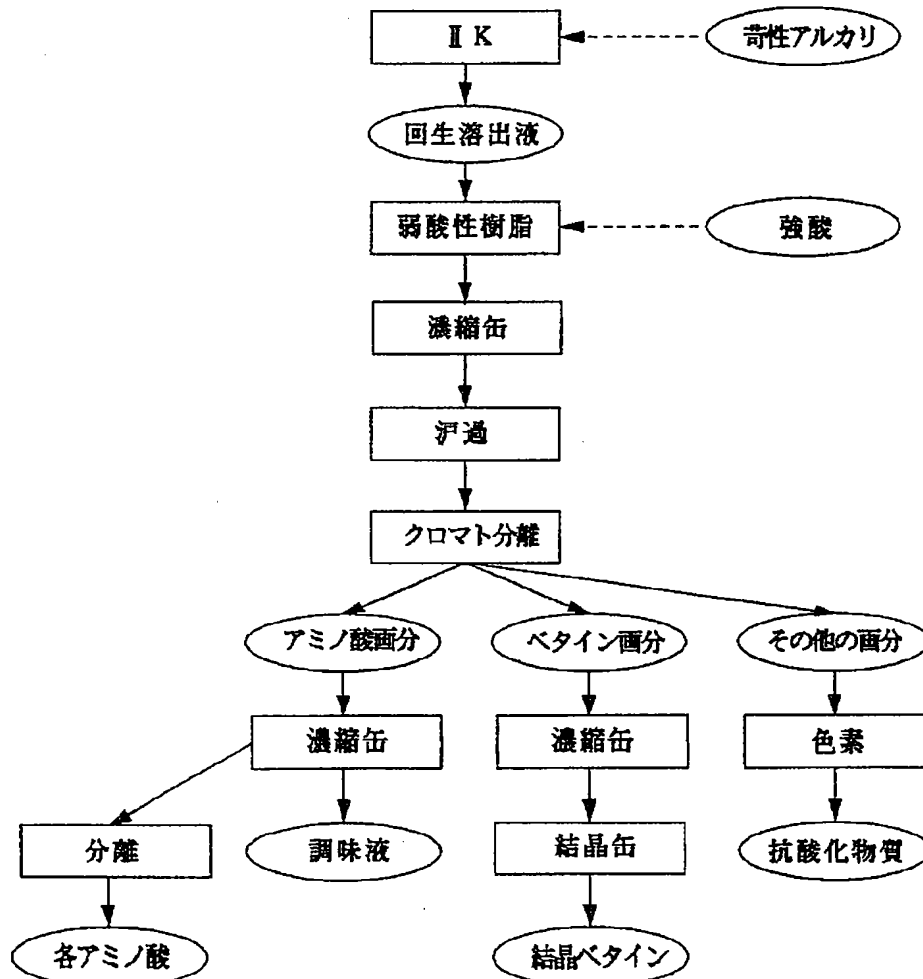 Ⅱ K
苛性アルカリ
回生溶出液
弱酸性樹脂
強酸
濃縮缶
沪過
クロマト分離
アミノ酸画分
ベタイン画分
その他の画分
濃縮缶
濃縮缶
色素
分離
調味液
結晶缶
抗酸化物質
各アミノ酸
結晶ベタイン